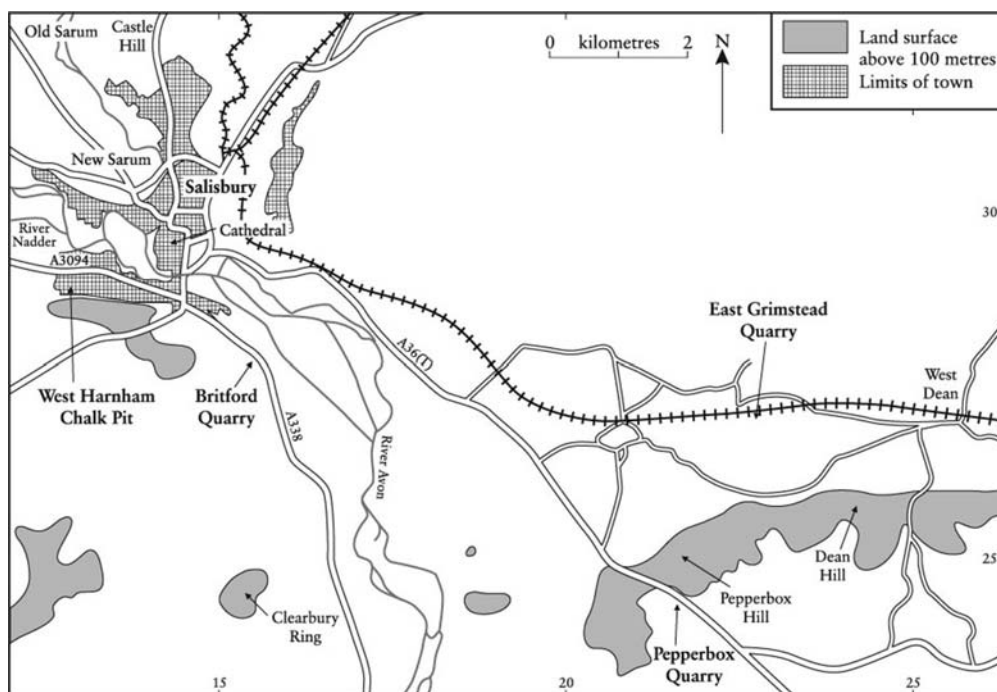 Old Sarum
Castle
Hill
0 kilometres 2
N
Land surface
above 100 metres
Limits of town
New Sarum
Salisbury
River
Nadder
Cathedral
A3094
30
A36(T)
East Grimstead
Quarry
West
Dean
West Harnham
Chalk Pit
Britford
Quarry
A338
River Avon
Dean
Hill
25
Pepperbox
Hill
Clearbury
Ring
Pepperbox
Quarry
15
20
25